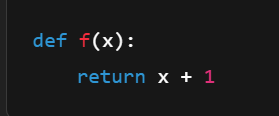 def f(x):
    return x + 1